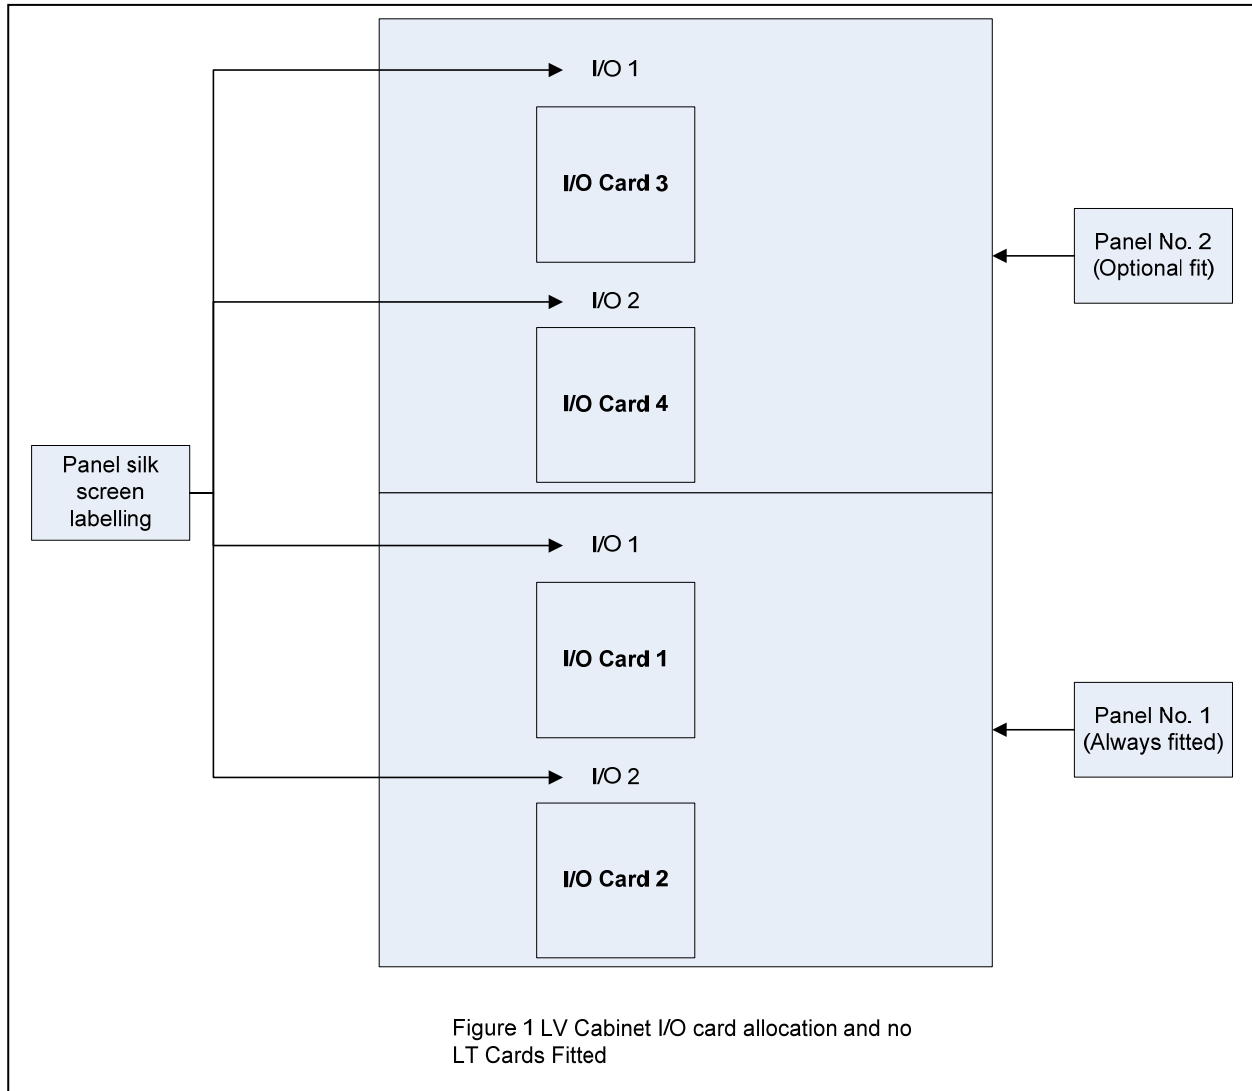 I/O 1
I/O Card 3
Panel No. 2
(Optional fit)
I/O 2
I/O Card 4
Panel silk
screen
labelling
I/O 1
I/O Card 1
Panel No. 1
(Always fitted)
I/O 2
I/O Card 2
Figure 1 LV Cabinet I/O card allocation and no
LT Cards Fitted